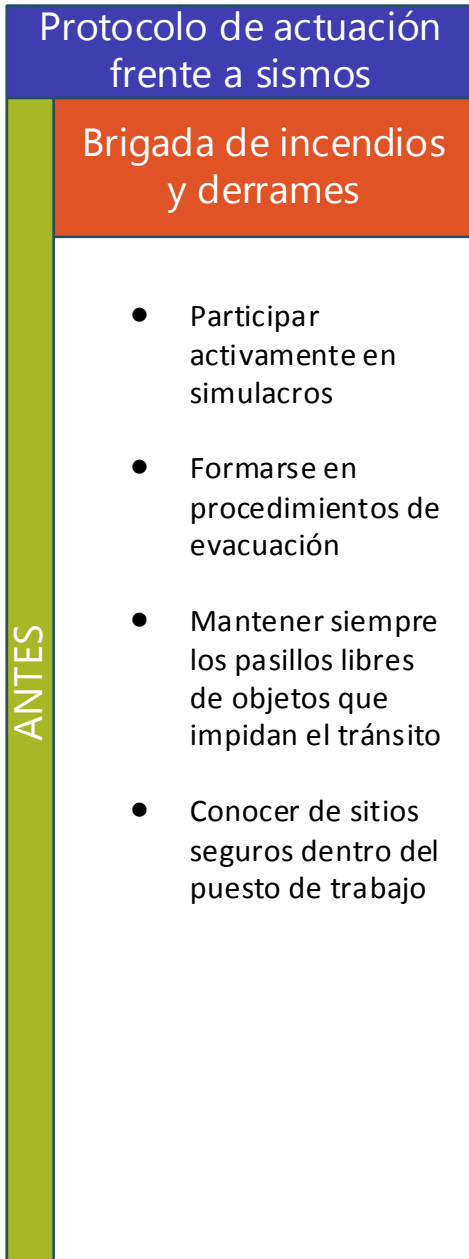 Protocolo de actuación
frente a sismos
Brigada de incendios
y derrames
ANTES
● Participar
activamente en
simulacros
● Formarse en
procedimientos de
evacuación
● Mantener siempre
los pasillos libres
de objetos que
impidan el tránsito
● Conocer de sitios
seguros dentro del
puesto de trabajo